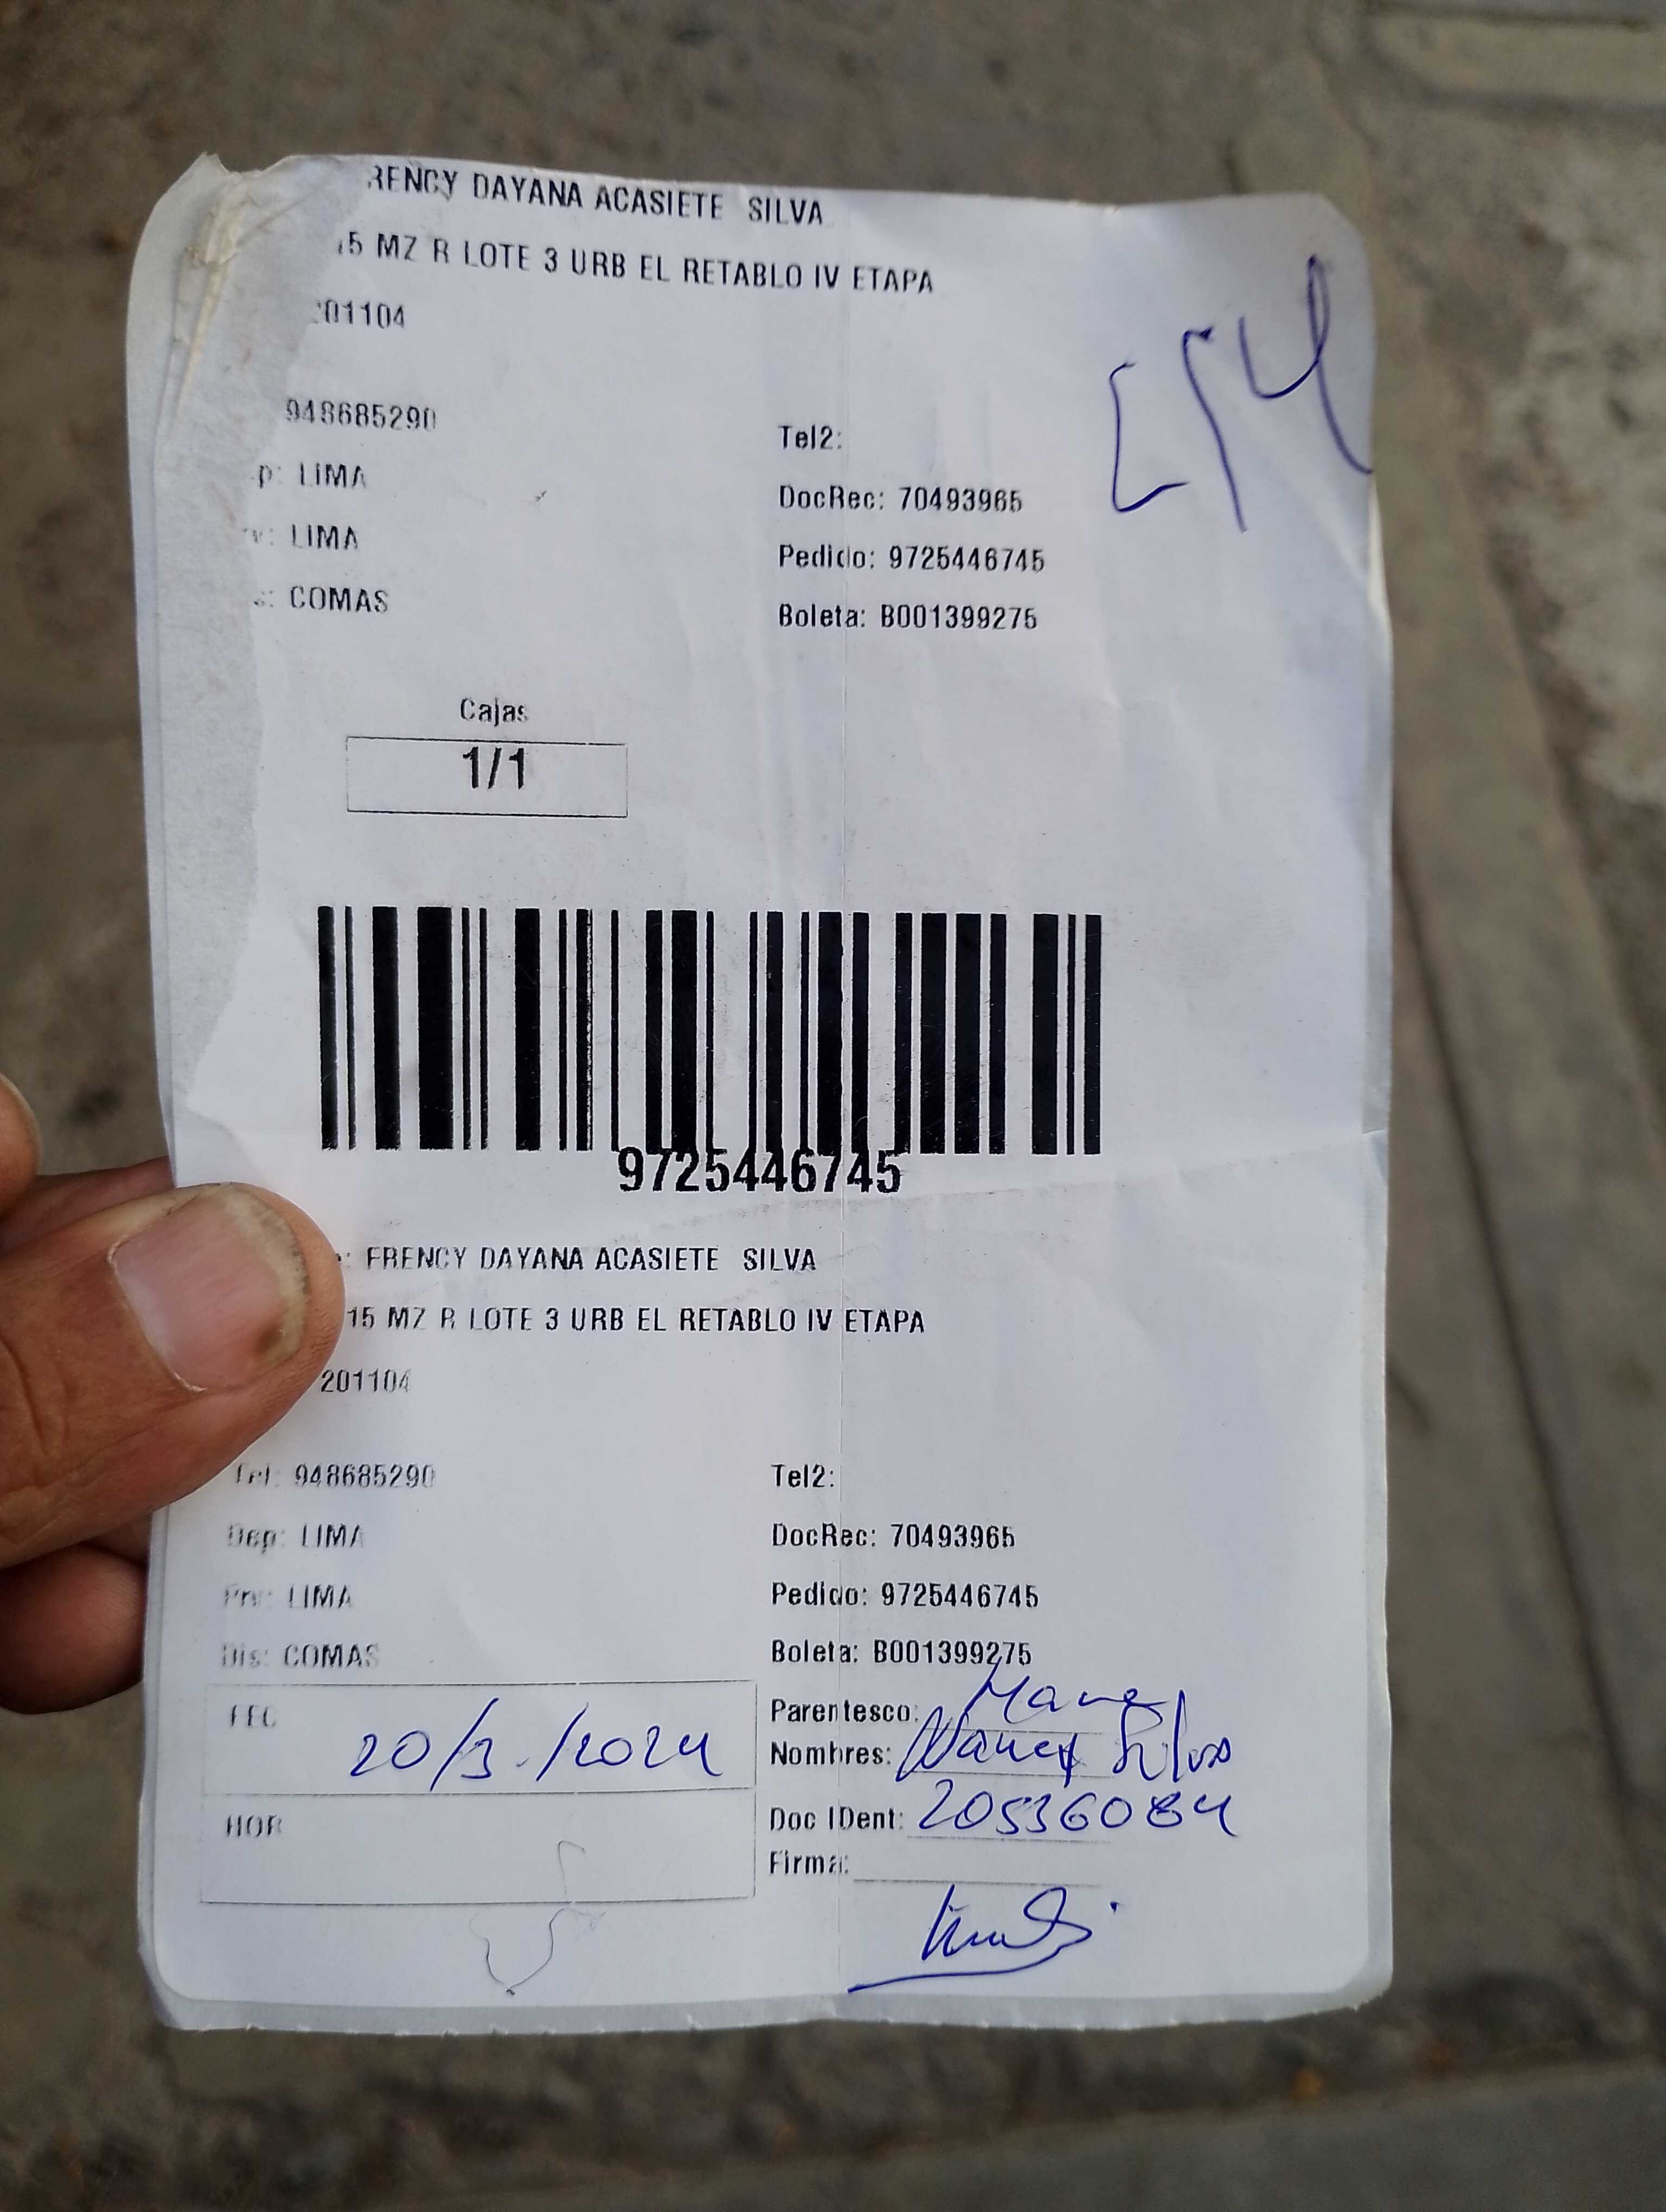 RENCY DAYANA ACASIETE SILVA
15 MZ R LOTE 3 URB EL RETABLO IV ETAPA
201104
948685290
Tel2:
p: LIMA
DocRec: 70493965
v: LIMA
Pedido: 9725446745
s: COMAS
Boleta: B001399275
Cajas
1/1
9725446745
e: FRENCY DAYANA ACASIETE SILVA
15 MZ R LOTE 3 URB EL RETABLO IV ETAPA
201104
Tel: 948685290
Tel2:
Dep: LIMA
DocRec: 70493965
Prv: LIMA
Pedido: 9725446745
Dis: COMAS
Boleta: B001399275
FEC 20/3./2024
Parentesco:
Nombres: Silva
HOR
Doc IDent: 20536084
Firma: